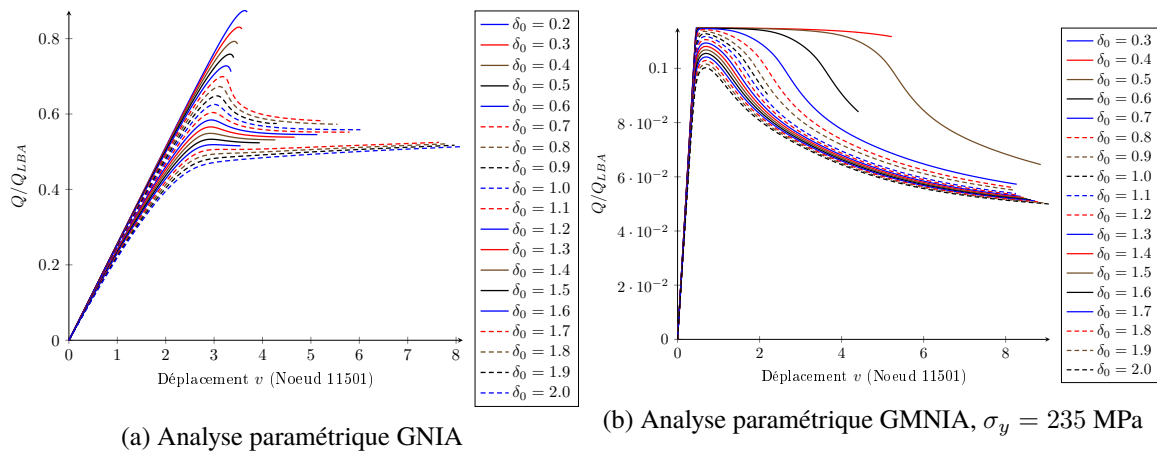 0
0.2
0.4
0.6
0.8
0 1 2 3 4 5 6 7 8
Q/Q_{LBA}
Déplacement v (Noeud 11501)
δ₀ = 0.2
δ₀ = 0.3
δ₀ = 0.4
δ₀ = 0.5
δ₀ = 0.6
δ₀ = 0.7
δ₀ = 0.8
δ₀ = 0.9
δ₀ = 1.0
δ₀ = 1.1
δ₀ = 1.2
δ₀ = 1.3
δ₀ = 1.4
δ₀ = 1.5
δ₀ = 1.6
δ₀ = 1.7
δ₀ = 1.8
δ₀ = 1.9
δ₀ = 2.0
(a) Analyse paramétrique GNIA
0
2 · 10⁻²
4 · 10⁻²
6 · 10⁻²
8 · 10⁻²
0.1
0 2 4 6 8
Q/Q_{LBA}
Déplacement v (Noeud 11501)
δ₀ = 0.3
δ₀ = 0.4
δ₀ = 0.5
δ₀ = 0.6
δ₀ = 0.7
δ₀ = 0.8
δ₀ = 0.9
δ₀ = 1.0
δ₀ = 1.1
δ₀ = 1.2
δ₀ = 1.3
δ₀ = 1.4
δ₀ = 1.5
δ₀ = 1.6
δ₀ = 1.7
δ₀ = 1.8
δ₀ = 1.9
δ₀ = 2.0
(b) Analyse paramétrique GMNIA, σ_y = 235 MPa